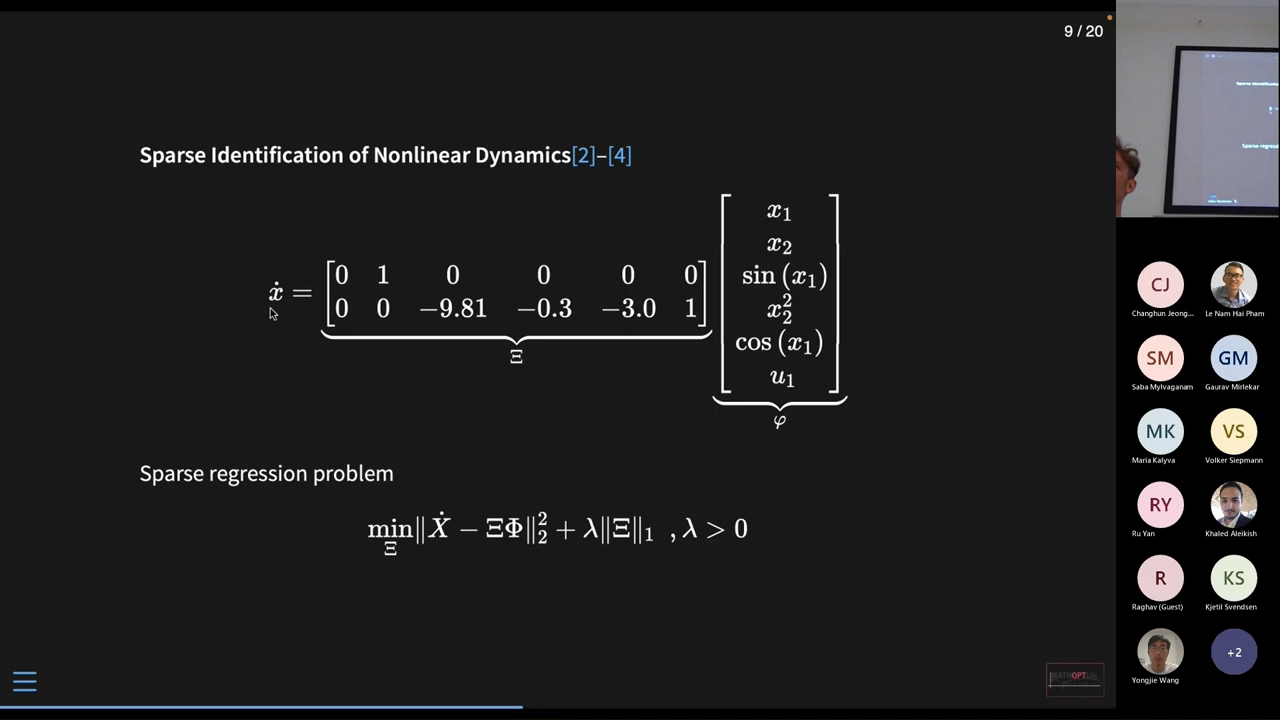 9 / 20
Sparse Identification of Nonlinear Dynamics[2]–[4]
ẋ = [0 1 0 0 0 0
0 0 −9.81 −0.3 −3.0 1]
Ξ
[x₁
x₂
sin (x₁)
x₂²
cos (x₁)
u₁]
φ
Sparse regression problem
min ‖Ẋ − ΞΦ‖₂² + λ‖Ξ‖₁ , λ > 0
Ξ
MATHOPT
CJ
Changhun Jeong...
Le Nam Hai Pham
SM
Saba Mylvaganam
GM
Gaurav Mirlekar
MK
Maria Kalyva
VS
Volker Siepmann
RY
Ru Yan
Khaled Aleikish
R
Raghav (Guest)
KS
Kjetil Svendsen
Yongjie Wang
+2